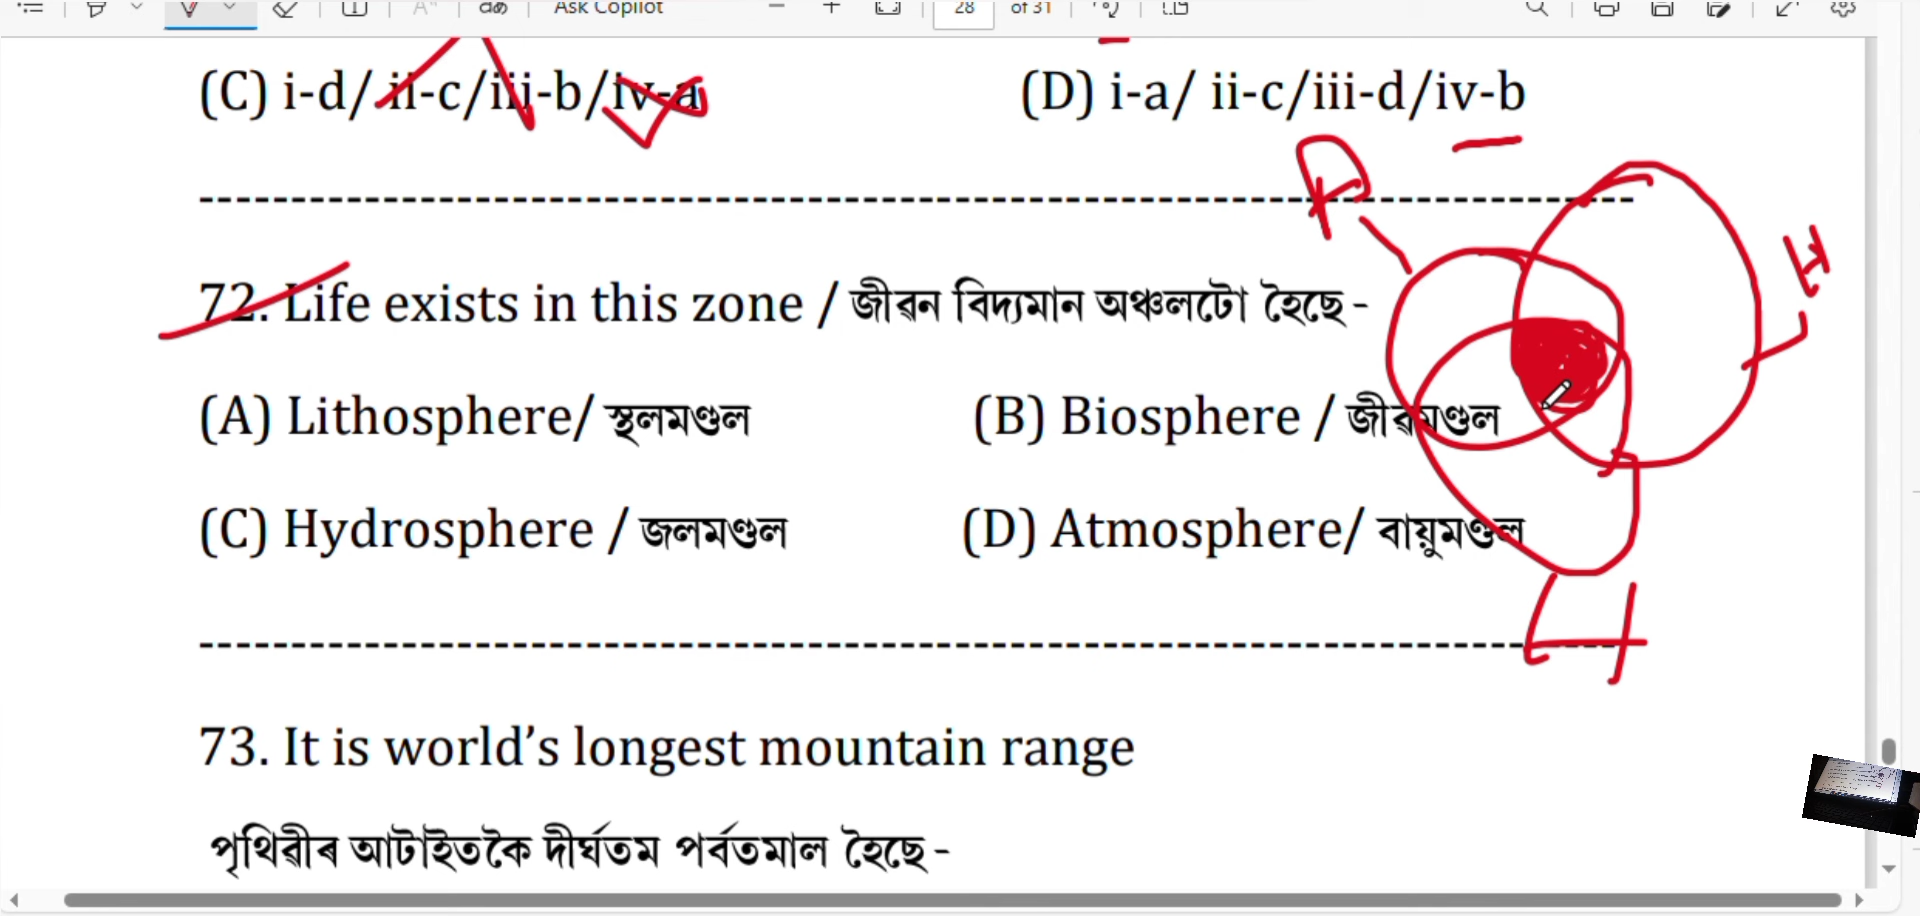 Ask Copilot
28 of 31
(C) i-d/ ii-c/iii-b/iv-a (D) i-a/ ii-c/iii-d/iv-b
72. Life exists in this zone / জীৱন বিদ্যমান অঞ্চলটো হৈছে -
(A) Lithosphere/ স্থলমণ্ডল (B) Biosphere / জীৱমণ্ডল
(C) Hydrosphere / জলমণ্ডল (D) Atmosphere/ বায়ুমণ্ডল
73. It is world’s longest mountain range
পৃথিৱীৰ আটাইতকৈ দীৰ্ঘতম পৰ্বতমাল হৈছে -